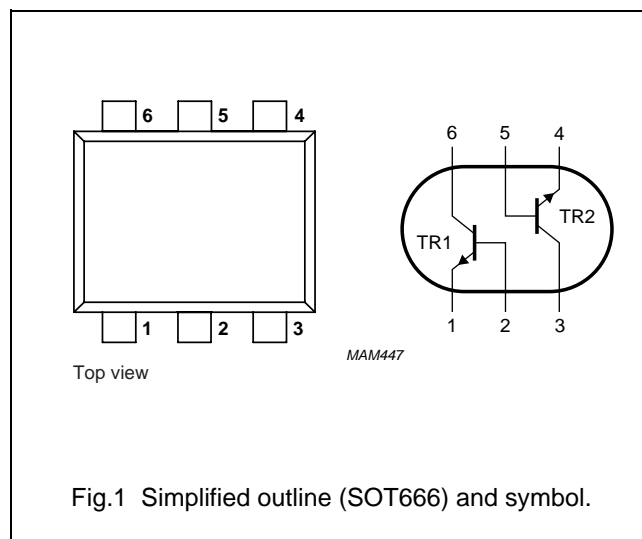 6 5 4
1 2 3
Top view
6 5 4
TR1 TR2
1 2 3
MAM447
Fig.1 Simplified outline (SOT666) and symbol.